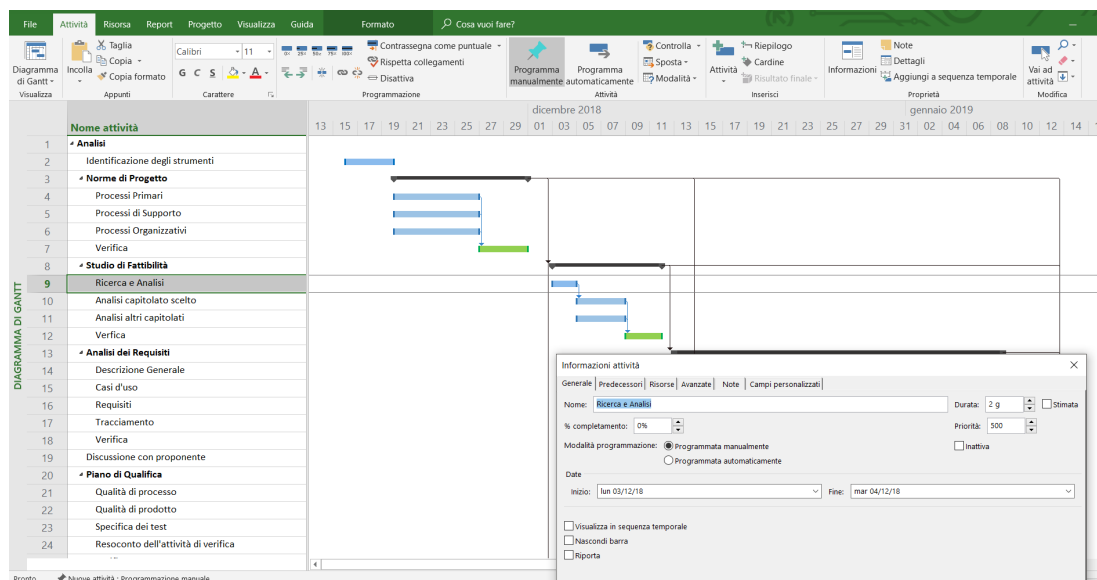 File Attività Risorsa Report Progetto Visualizza Guida Formato Cosa vuoi fare?
Taglia
Copia
Copia formato
Calibri 11
G C S A
0% 25% 50% 75% 100%
Contrassegna come puntuale
Rispetta collegamenti
Disattiva
Controlla
Sposta
Modalità
Riepilogo
Cardine
Risultato finale
Note
Dettagli
Aggiungi a sequenza temporale
Diagramma di Gantt
Incolla
Programma manualmente
Programma automaticamente
Attività
Informazioni
Vai ad attività
Visualizza Appunti Carattere Programmazione Attività Inserisci Proprietà Modifica
dicembre 2018 gennaio 2019
Nome attività 13 15 17 19 21 23 25 27 29 01 03 05 07 09 11 13 15 17 19 21 23 25 27 29 31 02 04 06 08 10 12 14
1 Analisi
2 Identificazione degli strumenti
3 Norme di Progetto
4 Processi Primari
5 Processi di Supporto
6 Processi Organizzativi
7 Verifica
8 Studio di Fattibilità
9 Ricerca e Analisi
10 Analisi capitolato scelto
11 Analisi altri capitolati
12 Verfica
13 Analisi dei Requisiti
14 Descrizione Generale
15 Casi d'uso
16 Requisiti
17 Tracciamento
18 Verifica
19 Discussione con proponente
20 Piano di Qualifica
21 Qualità di processo
22 Qualità di prodotto
23 Specifica dei test
24 Resoconto dell'attività di verifica
DIAGRAMMA DI GANTT
Informazioni attività
Generale Predecessori Risorse Avanzate Note Campi personalizzati
Nome: Ricerca e Analisi Durata: 2 g Stimata
% completamento: 0% Priorità: 500
Modalità programmazione: Programmata manualmente Inattiva
Programmata automaticamente
Date
Inizio: lun 03/12/18 Fine: mar 04/12/18
Visualizza in sequenza temporale
Nascondi barra
Riporta
Pronto Nuove attività : Programmazione manuale